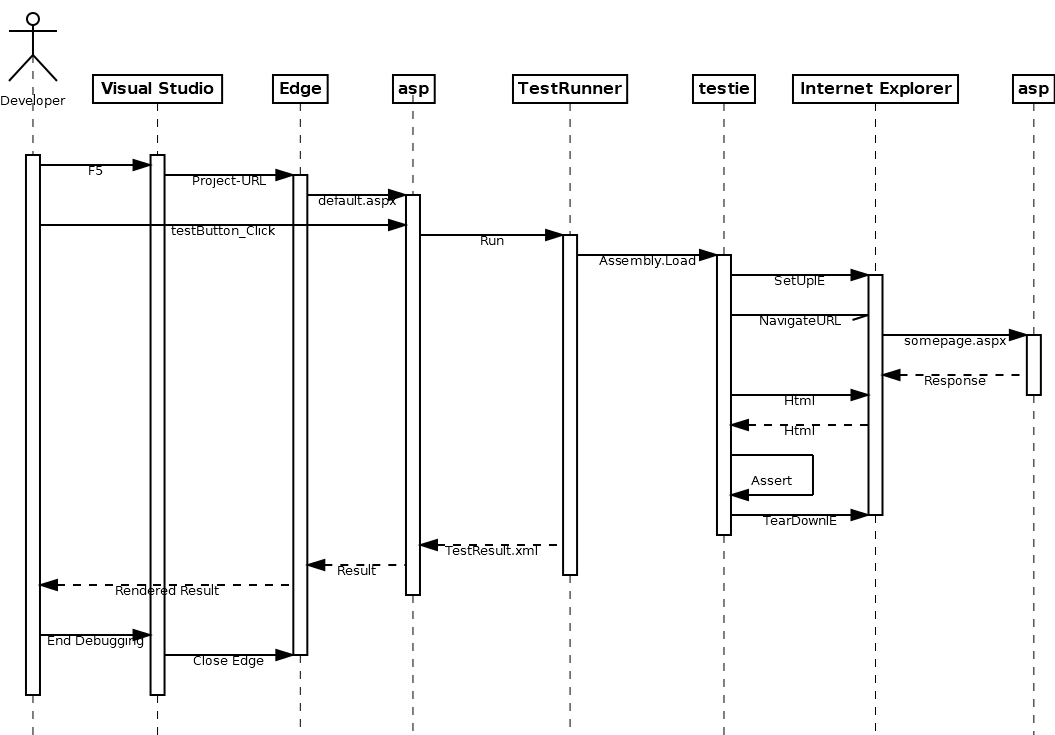 Developer
Visual Studio
Edge
asp
TestRunner
testie
Internet Explorer
asp
F5
Project-URL
default.aspx
testButton_Click
Run
Assembly.Load
SetUpIE
NavigateURL
somepage.aspx
Response
Html
Html
Assert
TearDownIE
TestResult.xml
Result
Rendered Result
End Debugging
Close Edge